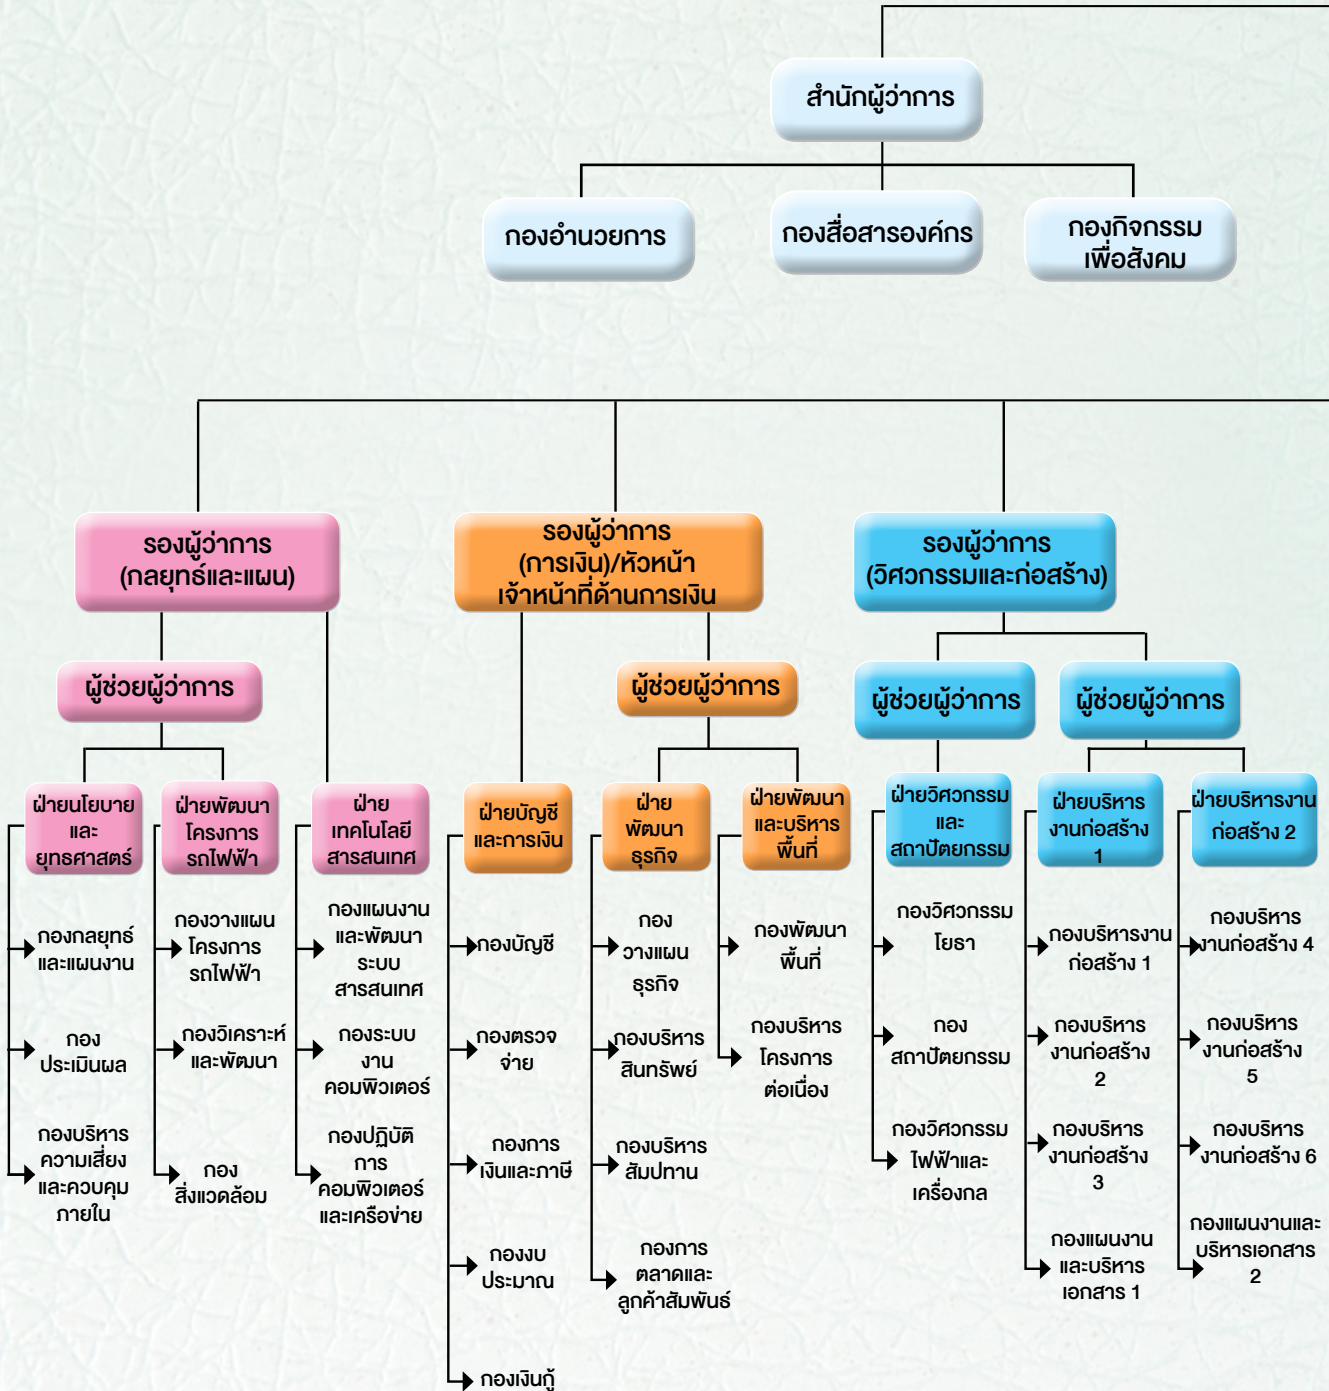 สำนักผู้ว่าการ
กองอำนวยการ
กองสื่อสารองค์กร
กองกิจกรรม
เพื่อสังคม
รองผู้ว่าการ
(กลยุทธ์และแผน)
รองผู้ว่าการ
(การเงิน)/หัวหน้า
เจ้าหน้าที่ด้านการเงิน
รองผู้ว่าการ
(วิศวกรรมและก่อสร้าง)
ผู้ช่วยผู้ว่าการ
ผู้ช่วยผู้ว่าการ
ผู้ช่วยผู้ว่าการ
ผู้ช่วยผู้ว่าการ
ฝ่ายนโยบาย
และ
ยุทธศาสตร์
ฝ่ายพัฒนา
โครงการ
รถไฟฟ้า
ฝ่าย
เทคโนโลยี
สารสนเทศ
ฝ่ายบัญชี
และการเงิน
ฝ่าย
พัฒนา
ธุรกิจ
ฝ่ายพัฒนา
และบริหาร
พื้นที่
ฝ่ายวิศวกรรม
และ
สถาปัตยกรรม
ฝ่ายบริหาร
งานก่อสร้าง
1
ฝ่ายบริหารงาน
ก่อสร้าง 2
กองกลยุทธ์
และแผนงาน
กอง
ประเมินผล
กองบริหาร
ความเสี่ยง
และควบคุม
ภายใน
กองวางแผน
โครงการ
รถไฟฟ้า
กองวิเคราะห์
และพัฒนา
กอง
สิ่งแวดล้อม
กองแผนงาน
และพัฒนา
ระบบ
สารสนเทศ
กองระบบ
งาน
คอมพิวเตอร์
กองปฏิบัติ
การ
คอมพิวเตอร์
และเครือข่าย
กองบัญชี
กองตรวจ
จ่าย
กองการ
เงินและภาษี
กองงบ
ประมาณ
กองเงินกู้
กอง
วางแผน
ธุรกิจ
กองบริหาร
สินทรัพย์
กองบริหาร
สัมปทาน
กองการ
ตลาดและ
ลูกค้าสัมพันธ์
กองพัฒนา
พื้นที่
กองบริหาร
โครงการ
ต่อเนื่อง
กองวิศวกรรม
โยธา
กอง
สถาปัตยกรรม
กองวิศวกรรม
ไฟฟ้าและ
เครื่องกล
กองบริหารงาน
ก่อสร้าง 1
กองบริหาร
งานก่อสร้าง
2
กองบริหาร
งานก่อสร้าง
3
กองแผนงาน
และบริหาร
เอกสาร 1
กองบริหาร
งานก่อสร้าง 4
กองบริหาร
งานก่อสร้าง
5
กองบริหาร
งานก่อสร้าง 6
กองแผนงานและ
บริหารเอกสาร
2